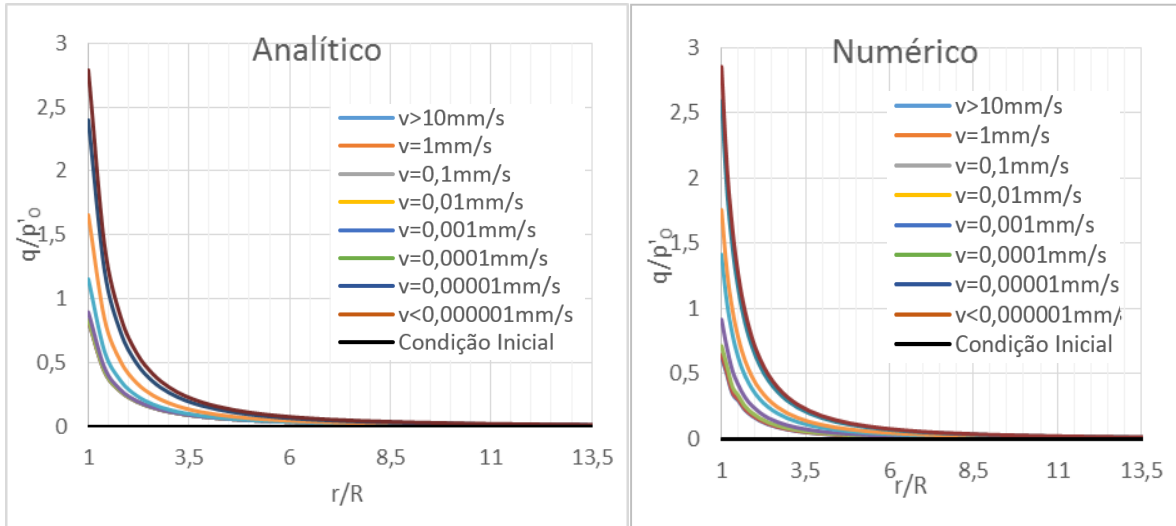 Analítico
3
2,5
2
1,5
1
0,5
0
q/p'o
v>10mm/s
v=1mm/s
v=0,1mm/s
v=0,01mm/s
v=0,001mm/s
v=0,0001mm/s
v=0,00001mm/s
v<0,000001mm/s
Condição Inicial
1 3,5 6 8,5 11 13,5
r/R
Numérico
3
2,5
2
1,5
1
0,5
0
q/p'o
v>10mm/s
v=1mm/s
v=0,1mm/s
v=0,01mm/s
v=0,001mm/s
v=0,0001mm/s
v=0,00001mm/s
v<0,000001mm/
Condição Inicial
1 3,5 6 8,5 11 13,5
r/R